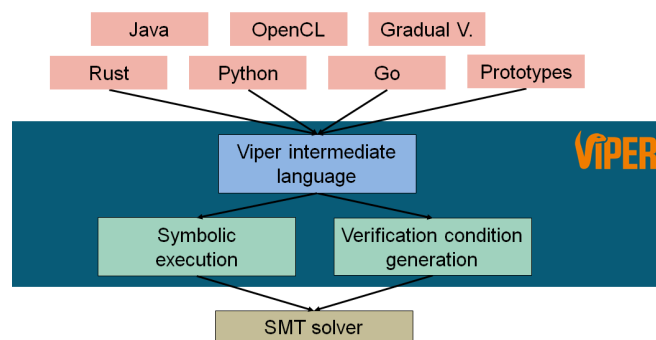 Java OpenCL Gradual V.
Rust Python Go Prototypes
VIPER
Viper intermediate
language
Symbolic
execution
Verification condition
generation
SMT solver